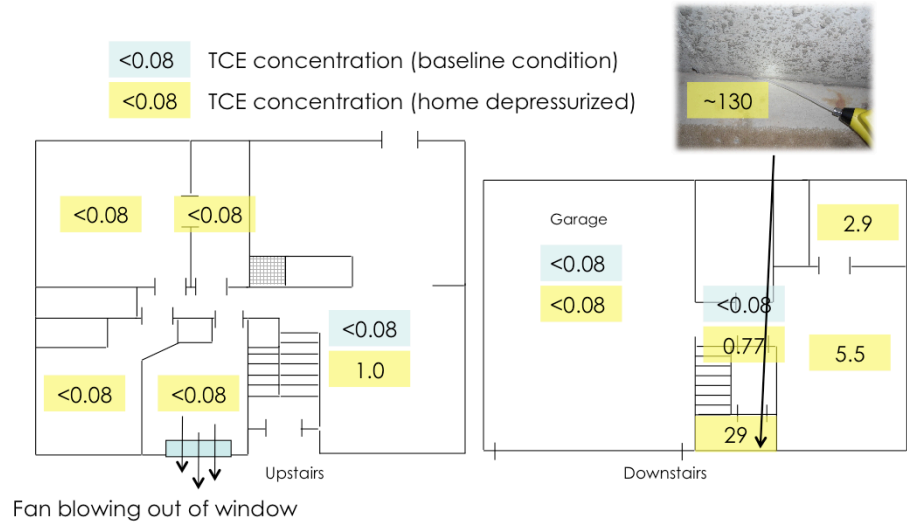 <0.08 TCE concentration (baseline condition)
<0.08 TCE concentration (home depressurized)
~130
<0.08 <0.08
<0.08
1.0
<0.08 <0.08
Upstairs
Fan blowing out of window
Garage
<0.08
<0.08
2.9
<0.08
0.77
5.5
29
Downstairs